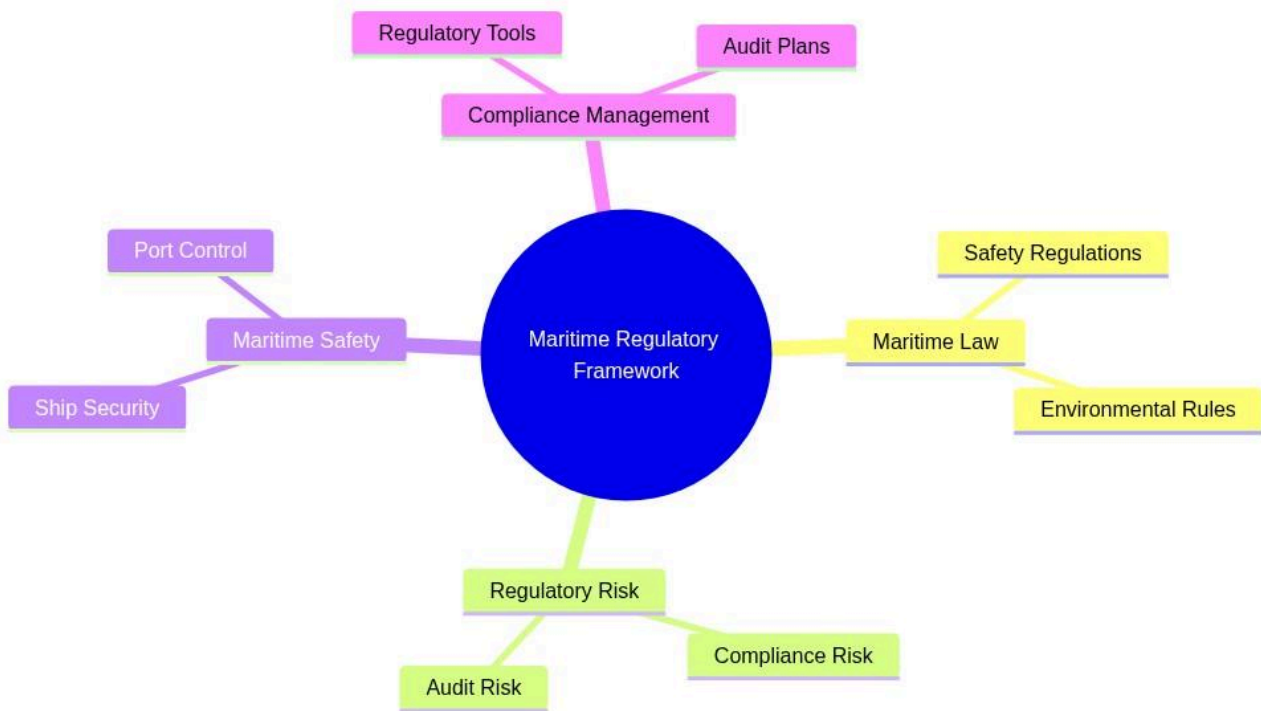 Regulatory Tools
Audit Plans
Compliance Management
Port Control
Safety Regulations
Maritime Safety
Maritime Regulatory
Framework
Maritime Law
Ship Security
Environmental Rules
Regulatory Risk
Compliance Risk
Audit Risk